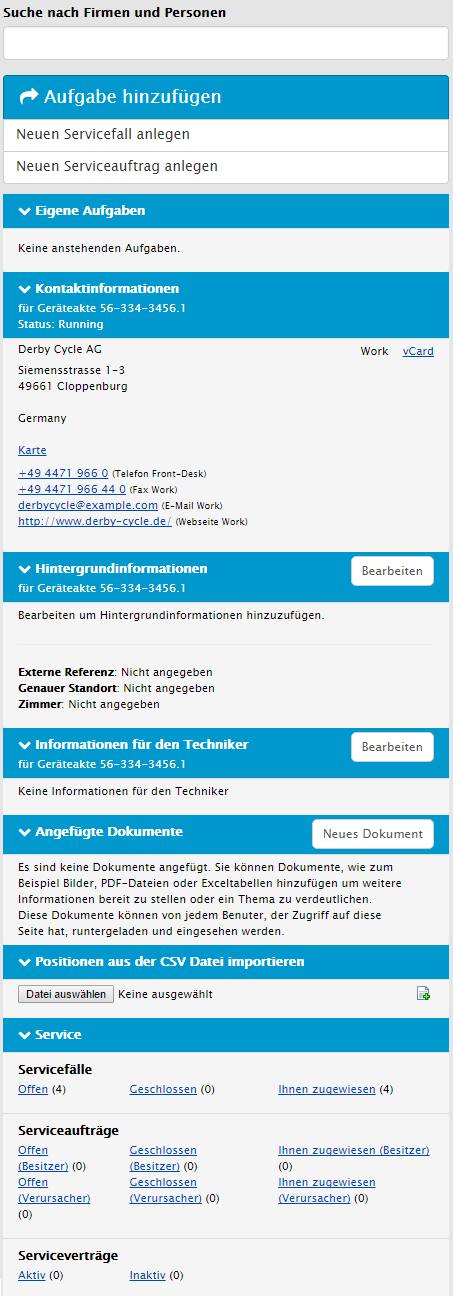 Suche nach Firmen und Personen
Aufgabe hinzufügen
Neuen Servicefall anlegen
Neuen Serviceauftrag anlegen
Eigene Aufgaben
Keine anstehenden Aufgaben.
Kontaktinformationen
für Geräteakte 56-334-3456.1
Status: Running
Derby Cycle AG
Work vCard
Siemensstrasse 1-3
49661 Cloppenburg
Germany
Karte
+49 4471 966 0 (Telefon Front-Desk)
+49 4471 966 44 0 (Fax Work)
derbycycle@example.com (E-Mail Work)
http://www.derby-cycle.de/ (Webseite Work)
Hintergrundinformationen
Bearbeiten
für Geräteakte 56-334-3456.1
Bearbeiten um Hintergrundinformationen hinzuzufügen.
Externe Referenz: Nicht angegeben
Genauer Standort: Nicht angegeben
Zimmer: Nicht angegeben
Informationen für den Techniker
Bearbeiten
für Geräteakte 56-334-3456.1
Keine Informationen für den Techniker
Angefügte Dokumente
Neues Dokument
Es sind keine Dokumente angefügt. Sie können Dokumente, wie zum
Beispiel Bilder, PDF-Dateien oder Exceltabellen hinzufügen um weitere
Informationen bereit zu stellen oder ein Thema zu verdeutlichen.
Diese Dokumente können von jedem Benuter, der Zugriff auf diese
Seite hat, runtergeladen und eingesehen werden.
Positionen aus der CSV Datei importieren
Datei auswählen Keine ausgewählt
Service
Servicefälle
Offen (4) Geschlossen (0) Ihnen zugewiesen (4)
Serviceaufträge
Offen (Besitzer) (0)
Geschlossen (Besitzer) (0)
Ihnen zugewiesen (Besitzer) (0)
Offen (Verursacher) (0)
Geschlossen (Verursacher) (0)
Ihnen zugewiesen (Verursacher) (0)
Serviceverträge
Aktiv (0) Inaktiv (0)